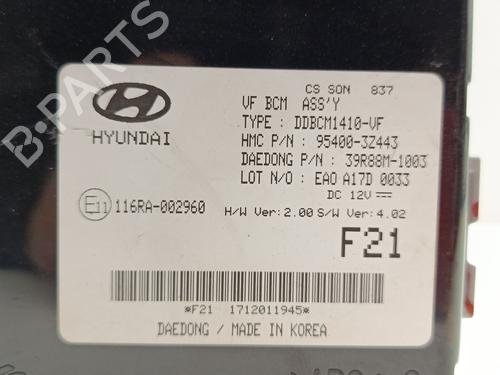 CS SON 837
VF BCM ASS'Y
TYPE : DDBCM1410-VF
HYUNDAI
HMC P/N : 95400-3Z443
DAEDONG P/N : 39R88M-1003
LOT N/O : EAO A17D 0033
DC 12V
E11 116RA-002960
H/W Ver:2.00 S/W Ver:4.02
F21
*F21 1712011945*
DAEDONG / MADE IN KOREA